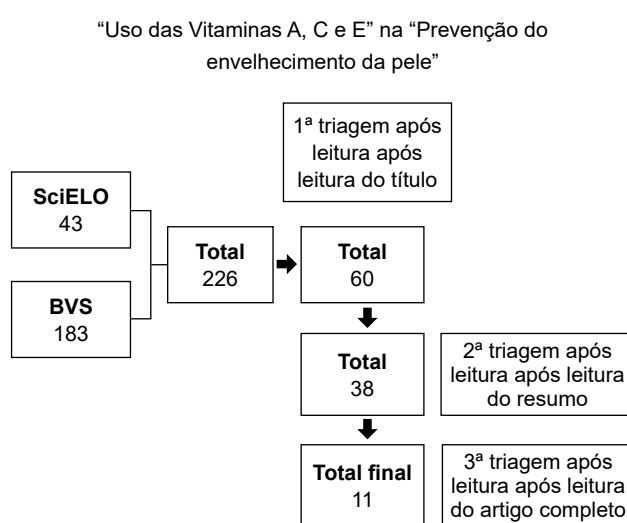 “Uso das Vitaminas A, C e E” na “Prevenção do
envelhecimento da pele”
1ª triagem após
leitura após
leitura do título
SciELO
43
BVS
183
Total
226
Total
60
Total
38
2ª triagem após
leitura após leitura
do resumo
Total final
11
3ª triagem após
leitura após leitura
do artigo completo